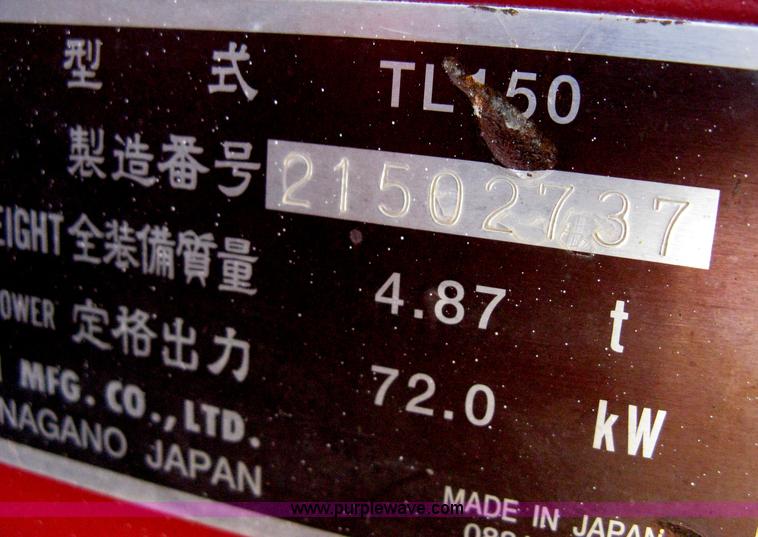 型 式 TL150
製造番号 21502737
EIGHT 全装備質量 4.87 t
OWER 定格出力 72.0 kW
MFG. CO., LTD.
NAGANO JAPAN
MADE IN JAPAN
www.purplewave.com